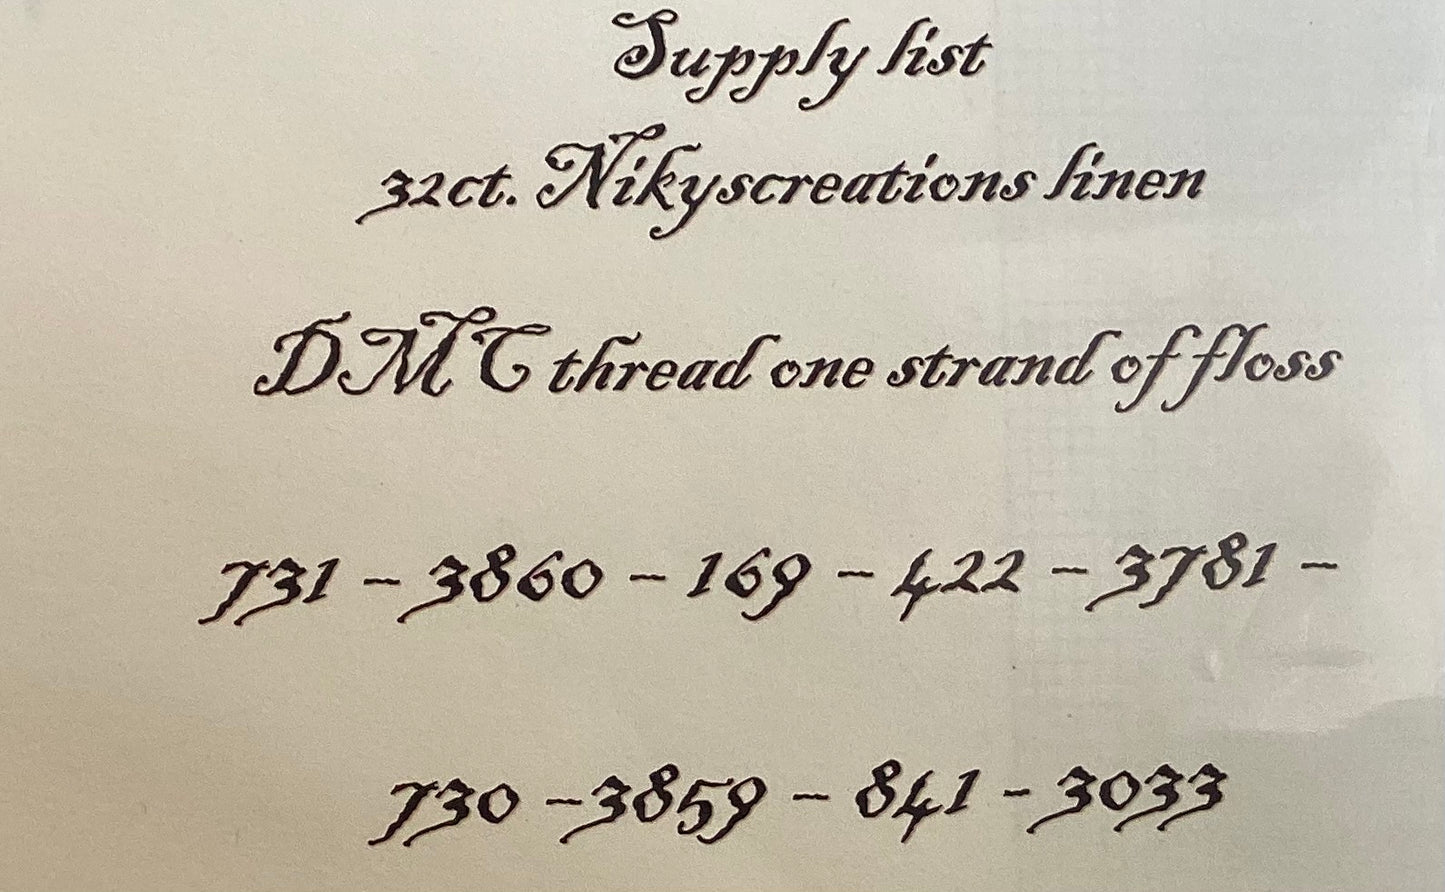 Supply list
32ct. Nikyscreations linen
DMC thread one strand of floss
731 - 3860 - 169 - 422 - 3781 -
730 -3859 - 841 - 3033